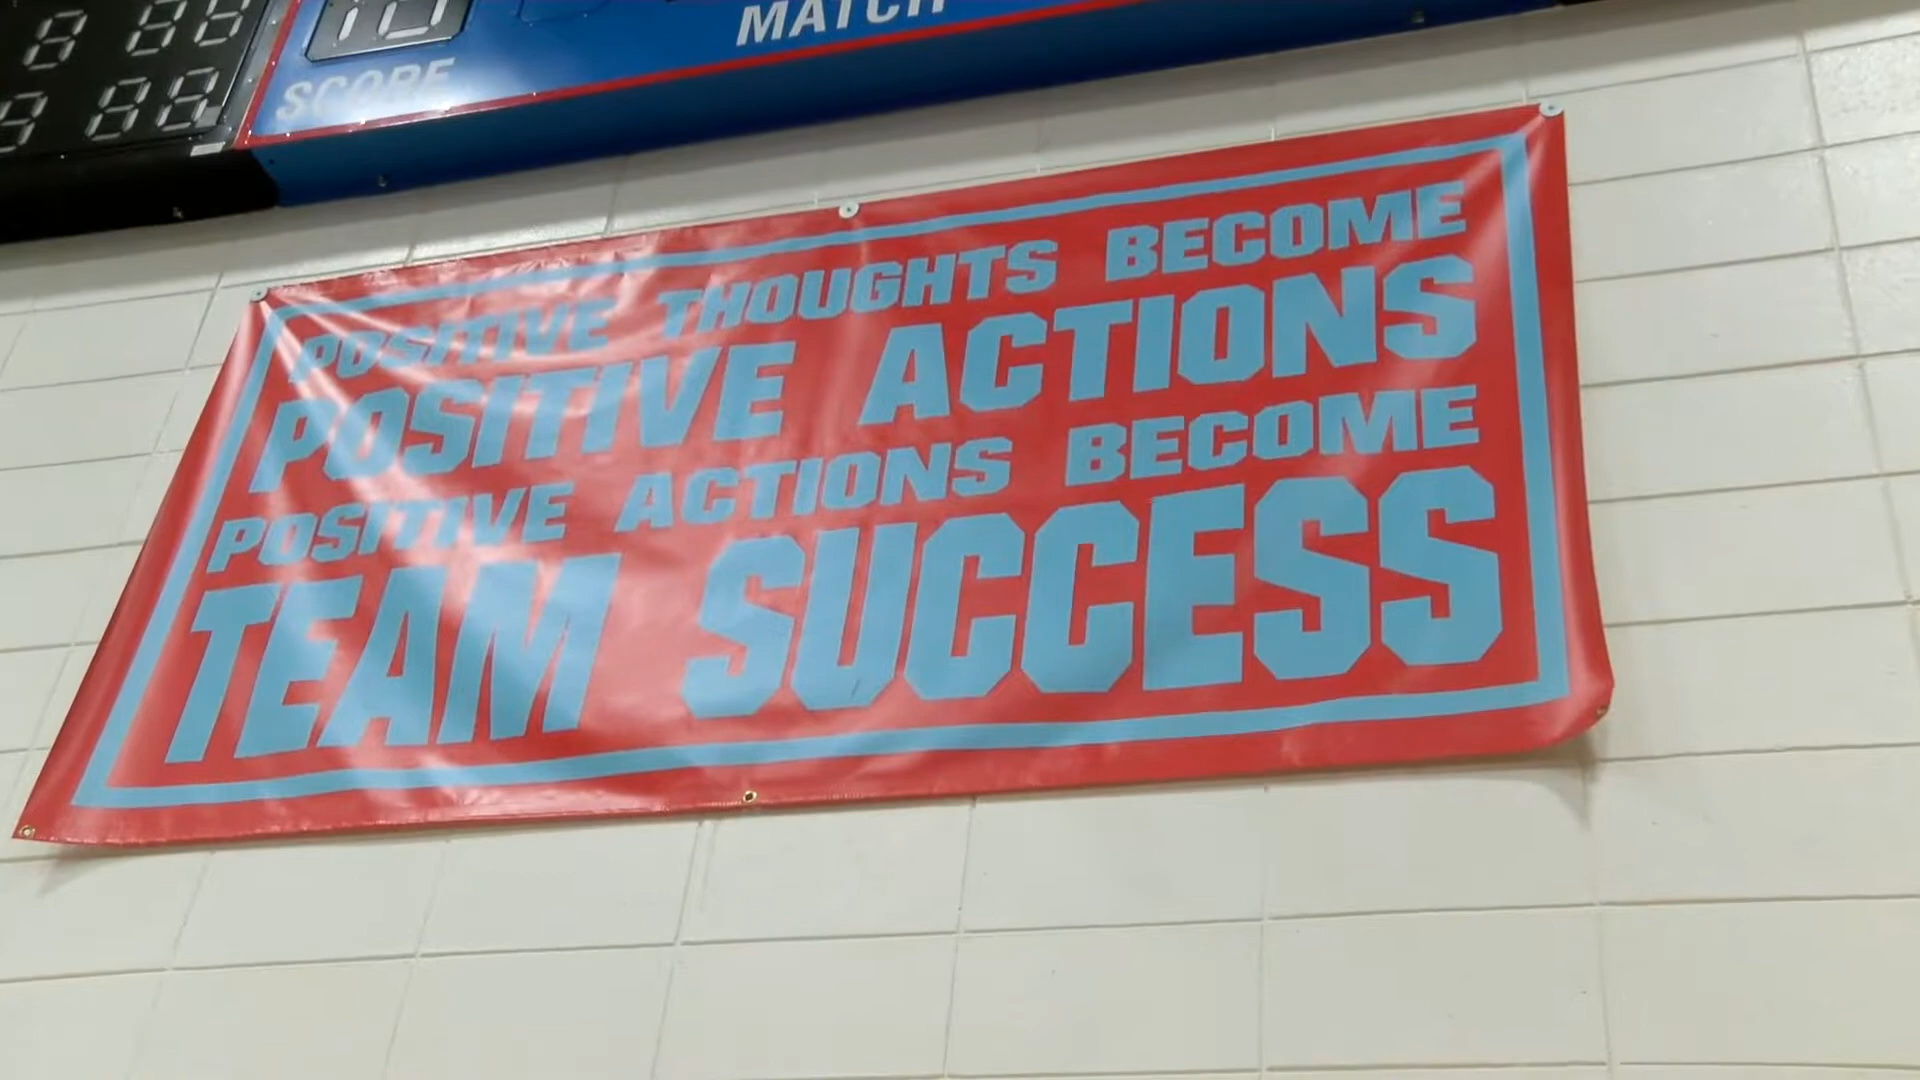 MATCH
SCORE
POSITIVE THOUGHTS BECOME
POSITIVE ACTIONS
POSITIVE ACTIONS BECOME
TEAM SUCCESS